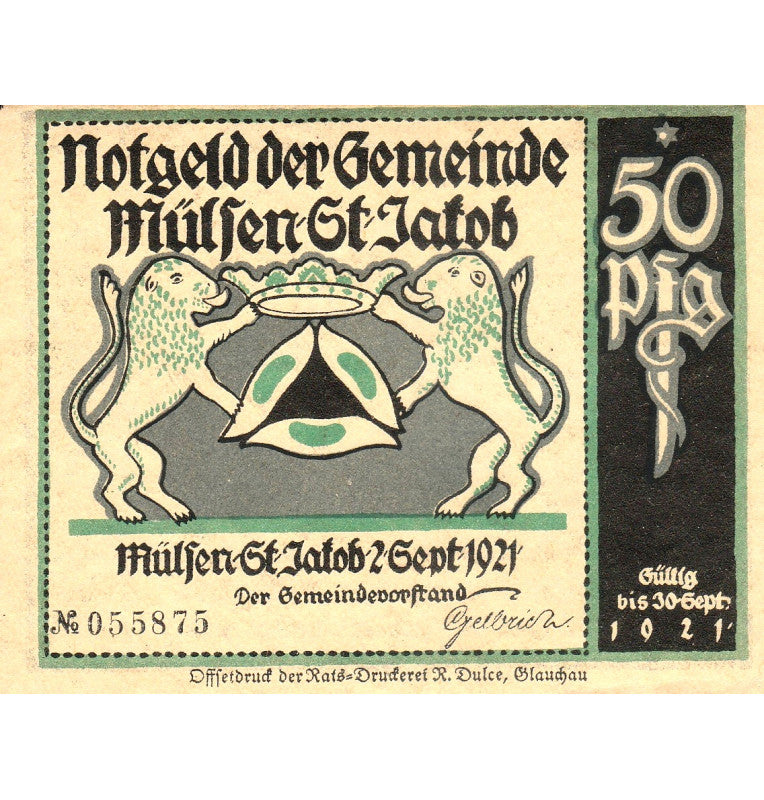 Notgeld der Gemeinde
Mülsen-St-Jakob
50
Pfg
Mülsen-St-Jakob 2 Sept 1921
Der Gemeindevorstand
Gelbrich.
№ 055875
Gültig
bis 30-Sept.
1921
Offsetdruck der Rats=Druckerei R. Dulce, Glauchau